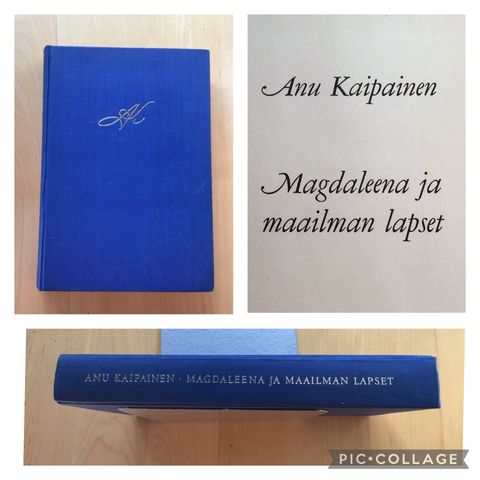 AK
Anu Kaipainen
Magdaleena ja
maailman lapset
ANU KAIPAINEN · MAGDALEENA JA MAAILMAN LAPSET
PIC•COLLAGE